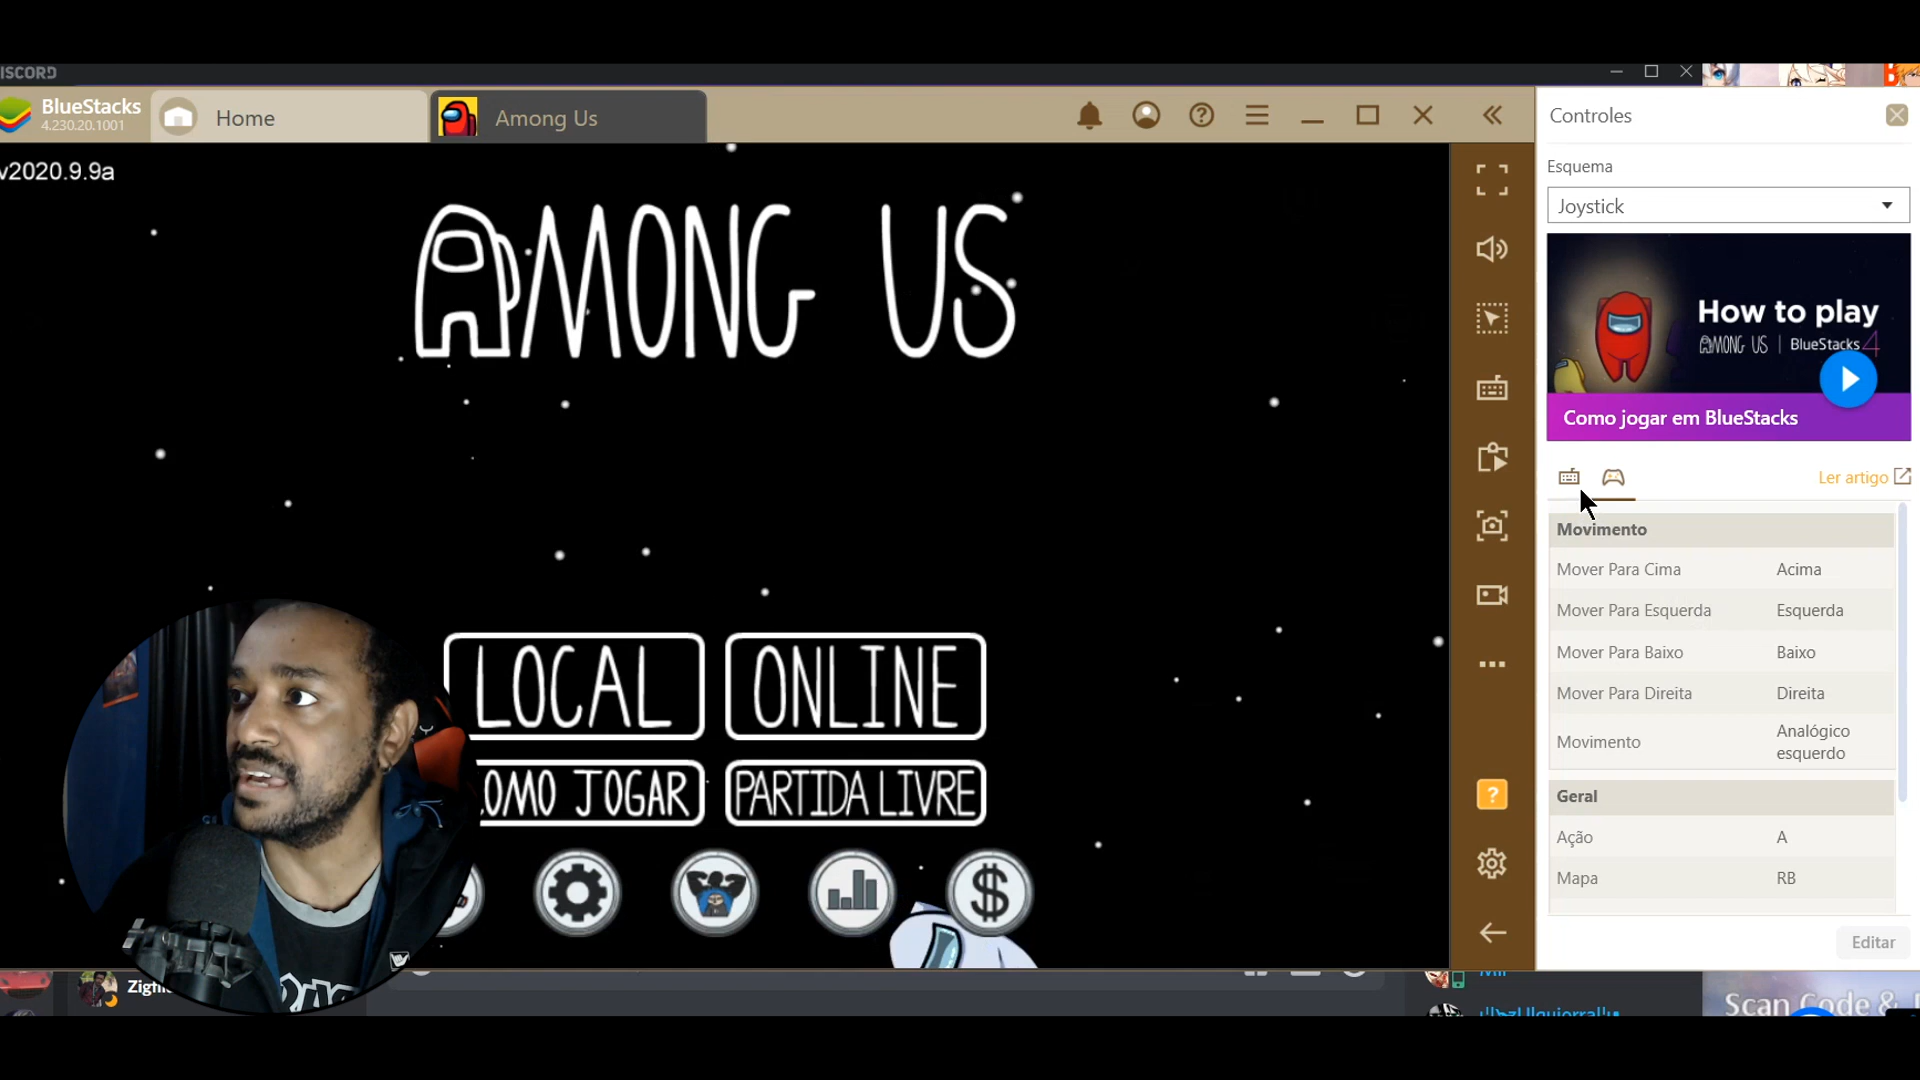 ISCORD
BlueStacks
4.230.20.1001
Home
Among Us
v2020.9.9a
AMONG US
LOCAL
ONLINE
OMO JOGAR
PARTIDA LIVRE
Controles
Esquema
Joystick
How to play
AMONG US | BlueStacks 4
Como jogar em BlueStacks
Ler artigo
Movimento
Mover Para Cima Acima
Mover Para Esquerda Esquerda
Mover Para Baixo Baixo
Mover Para Direita Direita
Movimento Analógico esquerdo
Geral
Ação A
Mapa RB
Editar
Scan Code &